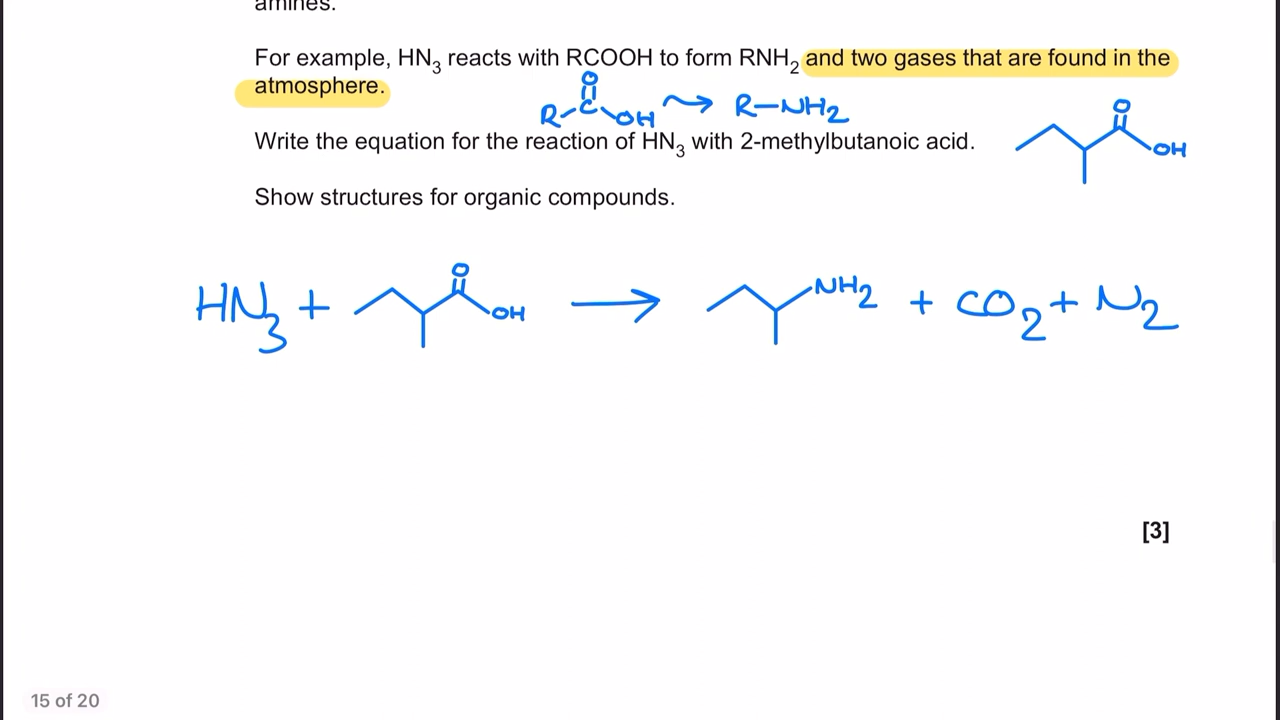 amines.
For example, HN3 reacts with RCOOH to form RNH2 and two gases that are found in the
atmosphere.
R C O OH R-NH2
Write the equation for the reaction of HN3 with 2-methylbutanoic acid.
O OH
Show structures for organic compounds.
HN3 + O OH → NH2 + CO2 + N2
[3]
15 of 20